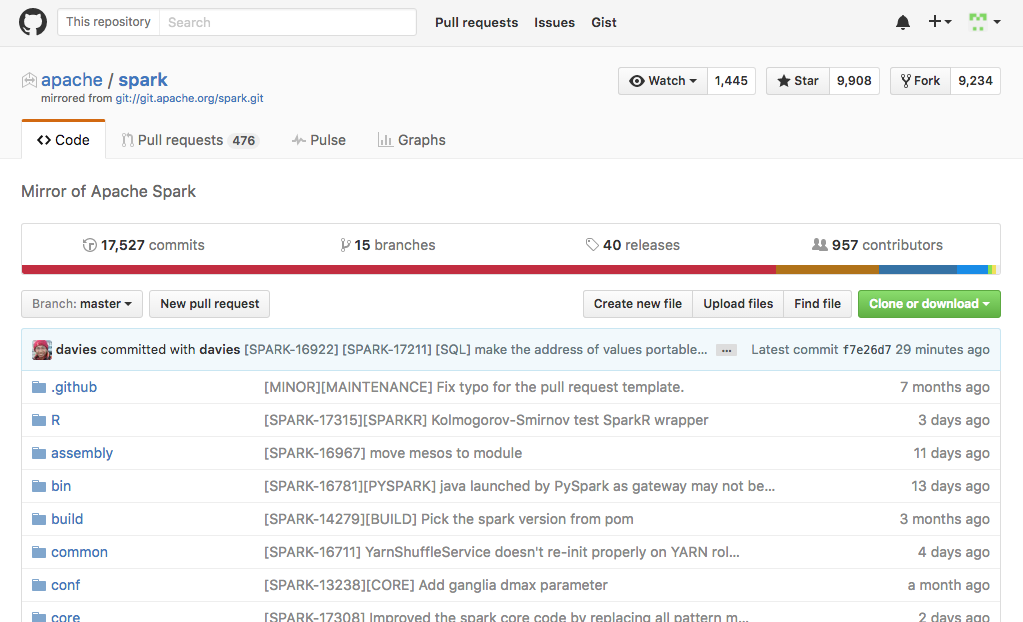 This repository Search Pull requests Issues Gist
apache / spark Watch 1,445 Star 9,908 Fork 9,234
mirrored from git://git.apache.org/spark.git
Code Pull requests 476 Pulse Graphs
Mirror of Apache Spark
17,527 commits 15 branches 40 releases 957 contributors
Branch: master New pull request Create new file Upload files Find file Clone or download
davies committed with davies [SPARK-16922] [SPARK-17211] [SQL] make the address of values portable... ... Latest commit f7e26d7 29 minutes ago
.github [MINOR][MAINTENANCE] Fix typo for the pull request template. 7 months ago
R [SPARK-17315][SPARKR] Kolmogorov-Smirnov test SparkR wrapper 3 days ago
assembly [SPARK-16967] move mesos to module 11 days ago
bin [SPARK-16781][PYSPARK] java launched by PySpark as gateway may not be... 13 days ago
build [SPARK-14279][BUILD] Pick the spark version from pom 3 months ago
common [SPARK-16711] YarnShuffleService doesn't re-init properly on YARN rol... 4 days ago
conf [SPARK-13238][CORE] Add ganglia dmax parameter a month ago
core [SPARK-17308] Improved the spark core code by replacing all pattern m... 2 days ago